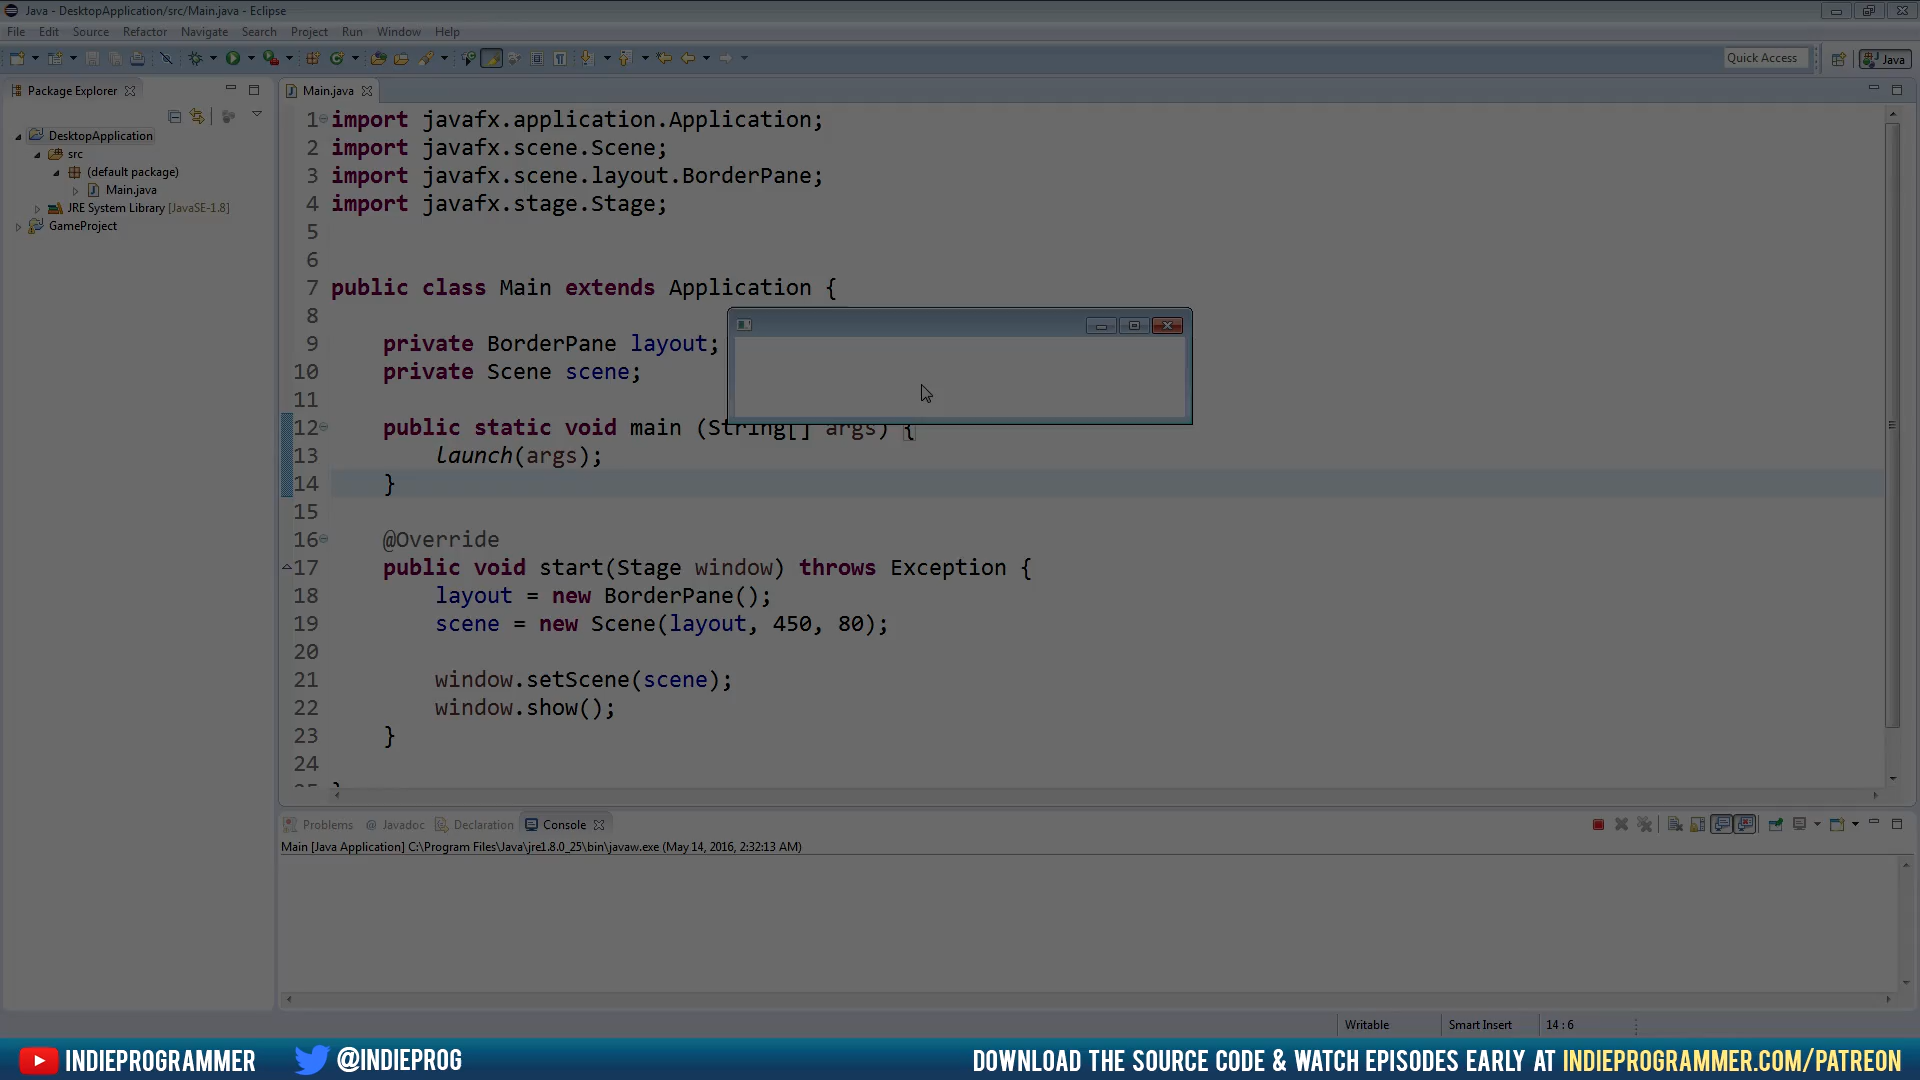 Java - DesktopApplication/src/Main.java - Eclipse
File Edit Source Refactor Navigate Search Project Run Window Help
Quick Access
Java
Package Explorer
DesktopApplication
src
(default package)
Main.java
JRE System Library [JavaSE-1.8]
GameProject
Main.java
1 import javafx.application.Application;
2 import javafx.scene.Scene;
3 import javafx.scene.layout.BorderPane;
4 import javafx.stage.Stage;
5
6
7 public class Main extends Application {
8
9 private BorderPane layout;
10 private Scene scene;
11
12 public static void main (String[] args) {
13 launch(args);
14 }
15
16 @Override
17 public void start(Stage window) throws Exception {
18 layout = new BorderPane();
19 scene = new Scene(layout, 450, 80);
20
21 window.setScene(scene);
22 window.show();
23 }
24
Problems @ Javadoc Declaration Console
Main [Java Application] C:\Program Files\Java\jre1.8.0_25\bin\javaw.exe (May 14, 2016, 2:32:13 AM)
Writable Smart Insert 14 : 6
INDIEPROGRAMMER @INDIEPROG DOWNLOAD THE SOURCE CODE & WATCH EPISODES EARLY AT INDIEPROGRAMMER.COM/PATREON